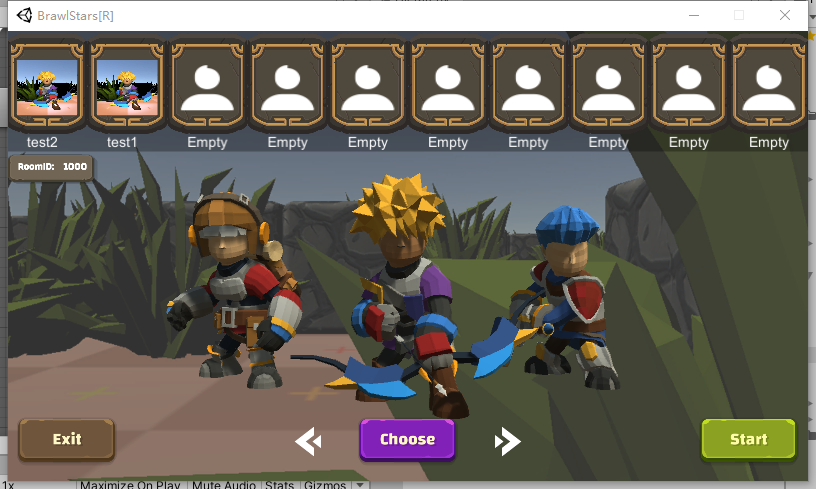 BrawlStars[R]
test2 test1 Empty Empty Empty Empty Empty Empty Empty Empty
RoomID: 1000
Exit Choose Start
1x Maximize On Play Mute Audio Stats Gizmos